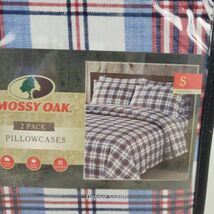 S
MOSSY OAK.
2 PACK
PILLOWCASES